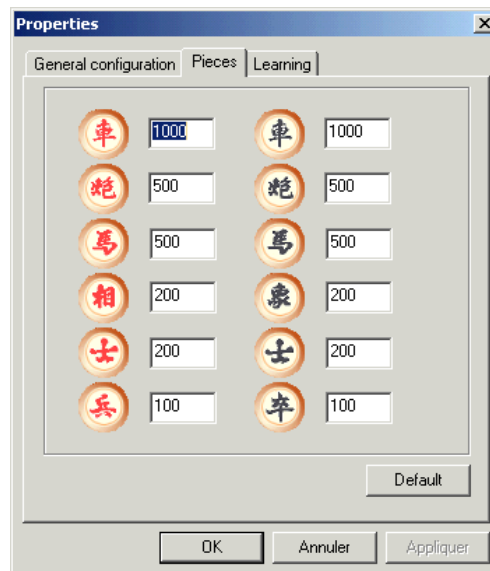 Properties
General configuration Pieces Learning
車 1000 車 1000
炮 500 炮 500
馬 500 馬 500
相 200 象 200
士 200 士 200
兵 100 卒 100
Default
OK Annuler Appliquer